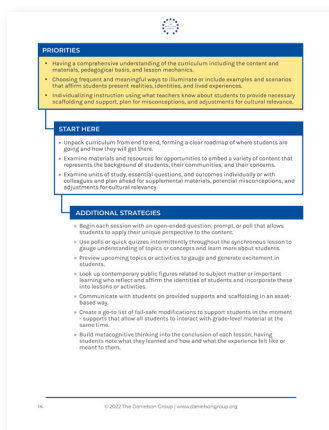 PRIORITIES
• Having a comprehensive understanding of the curriculum including the content and
materials, pedagogical basis, and lesson mechanics.
• Choosing frequent and meaningful ways to illuminate or include examples and scenarios
that affirm students present realities, identities, and lived experiences.
• Individualizing instruction using what teachers know about students to provide necessary
scaffolding and support, plan for misconceptions, and adjustments for cultural relevance.
START HERE
» Unpack curriculum from end to end, forming a clear roadmap of where students are
going and how they will get there.
» Examine materials and resources for opportunities to embed a variety of content that
represents the background of students, their communities, and their concerns.
» Examine units of study, essential questions, and outcomes individually or with
colleagues and plan ahead for supplemental materials, potential misconceptions, and
adjustments for cultural relevancy.
ADDITIONAL STRATEGIES
» Begin each session with an open-ended question, prompt, or poll that allows
students to apply their unique perspective to the content.
» Use polls or quick quizzes intermittently throughout the synchronous lesson to
gauge understanding of topics or concepts and learn more about students.
» Preview upcoming topics or activities to gauge and generate excitement in
students.
» Look up contemporary public figures related to subject matter or important
learning who reflect and affirm the identities of students and incorporate these
into lessons or activities.
» Communicate with students on provided supports and scaffolding in an asset-
based way.
» Create a go-to list of fail-safe modifications to support students in the moment
- supports that allow all students to interact with grade-level material at the
same time.
» Build metacognitive thinking into the conclusion of each lesson, having
students note what they learned and how and what the experience felt like or
meant to them.
14 © 2022 The Danielson Group | www.danielsongroup.org